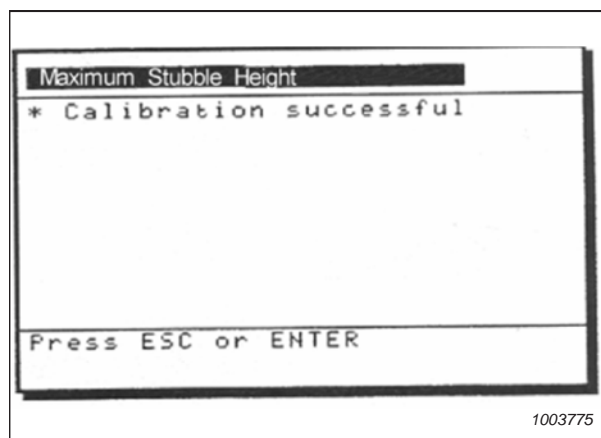 Maximum Stubble Height
* Calibration successful
Press ESC or ENTER
1003775